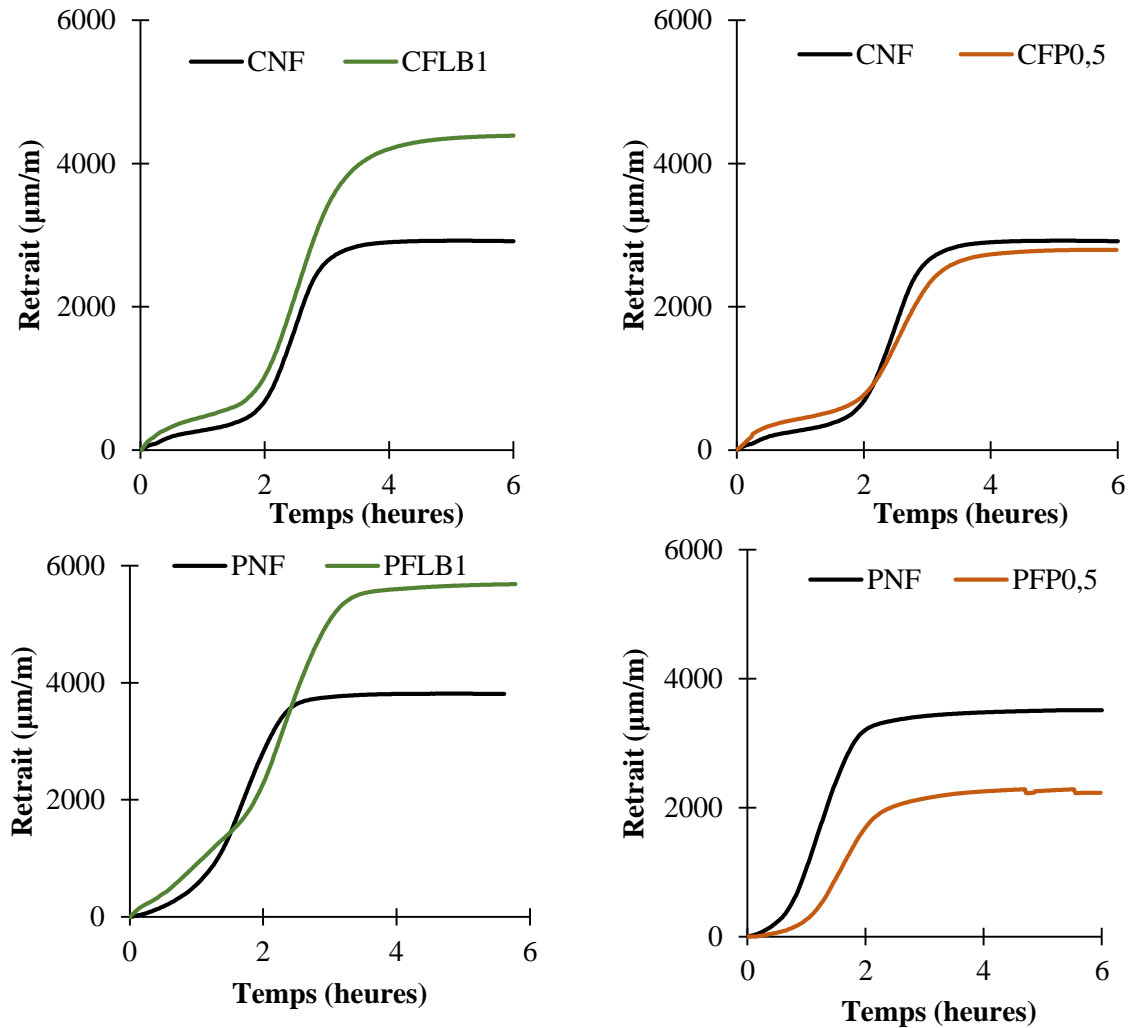 6000
CNF CFLB1
4000
Retrait (µm/m)
2000
0
0 2 4 6
Temps (heures)
6000
CNF CFP0,5
4000
Retrait (µm/m)
2000
0
0 2 4 6
Temps (heures)
PNF PFLB1
6000
4000
Retrait (µm/m)
2000
0
0 2 4 6
Temps (heures)
6000
PNF PFP0,5
4000
Retrait (µm/m)
2000
0
0 2 4 6
Temps (heures)